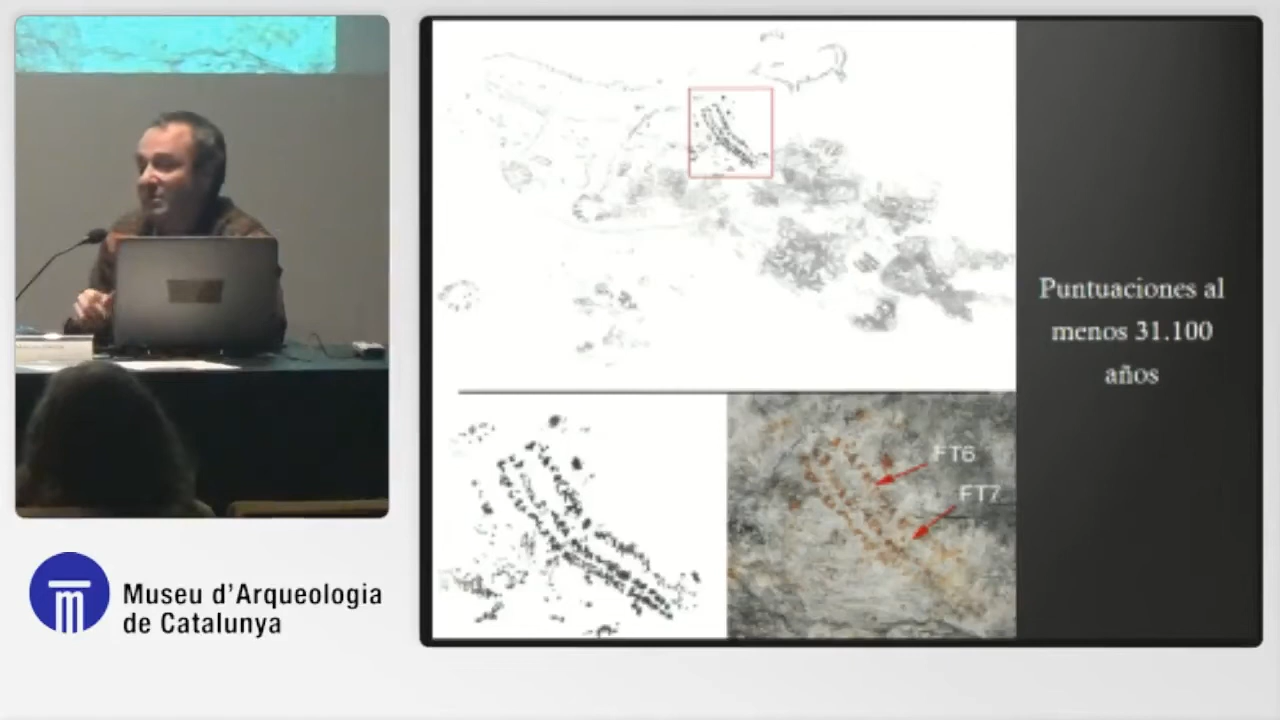 Puntuaciones al
menos 31.100
años
FT6
FT7
Museu d'Arqueologia
de Catalunya